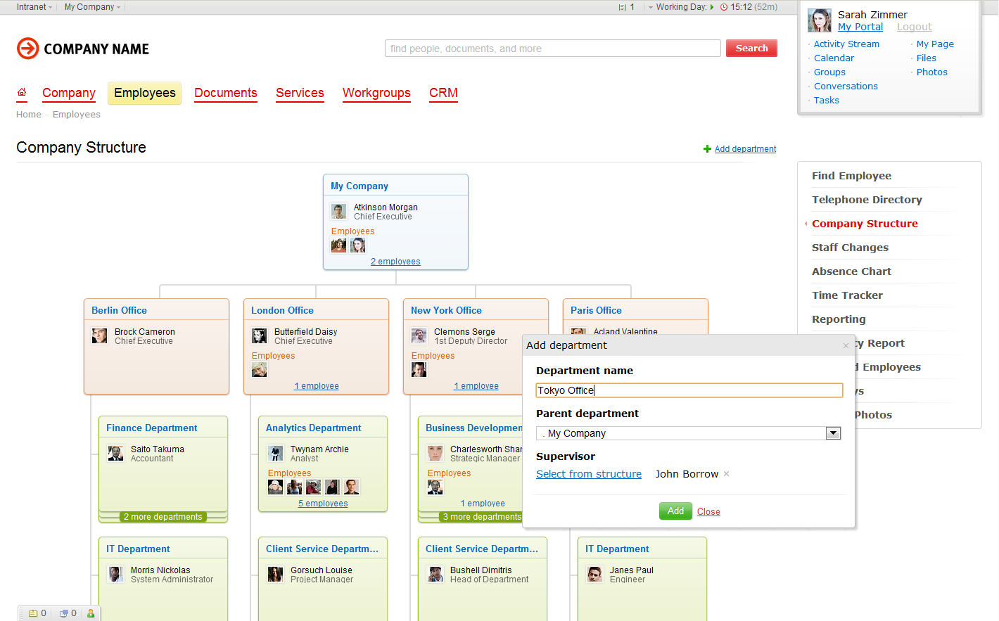 Intranet
My Company
1
Working Day:
15:12 (52m)
Sarah Zimmer
My Portal
Logout
Activity Stream
Calendar
Groups
Conversations
Tasks
My Page
Files
Photos
COMPANY NAME
find people, documents, and more
Search
Company
Employees
Documents
Services
Workgroups
CRM
Home – Employees
Company Structure
Add department
My Company
Atkinson Morgan
Chief Executive
Employees
2 employees
Berlin Office
Brock Cameron
Chief Executive
London Office
Butterfield Daisy
Chief Executive
Employees
1 employee
New York Office
Clemons Serge
1st Deputy Director
Employees
1 employee
Paris Office
Acland Valentine
Finance Department
Saito Takuma
Accountant
2 more departments
Analytics Department
Twynam Archie
Analyst
Employees
5 employees
Business Developmen
Charlesworth Shar
Strategic Manager
Employees
1 employee
3 more departments
IT Department
Morris Nickolas
System Administrator
Client Service Departm...
Gorsuch Louise
Project Manager
Client Service Departm...
Bushell Dimitris
Head of Department
IT Department
Janes Paul
Engineer
Find Employee
Telephone Directory
Company Structure
Staff Changes
Absence Chart
Time Tracker
Reporting
cy Report
d Employees
ys
Photos
Add department
Department name
Tokyo Office
Parent department
. My Company
Supervisor
Select from structure
John Borrow
Add
Close
0
0